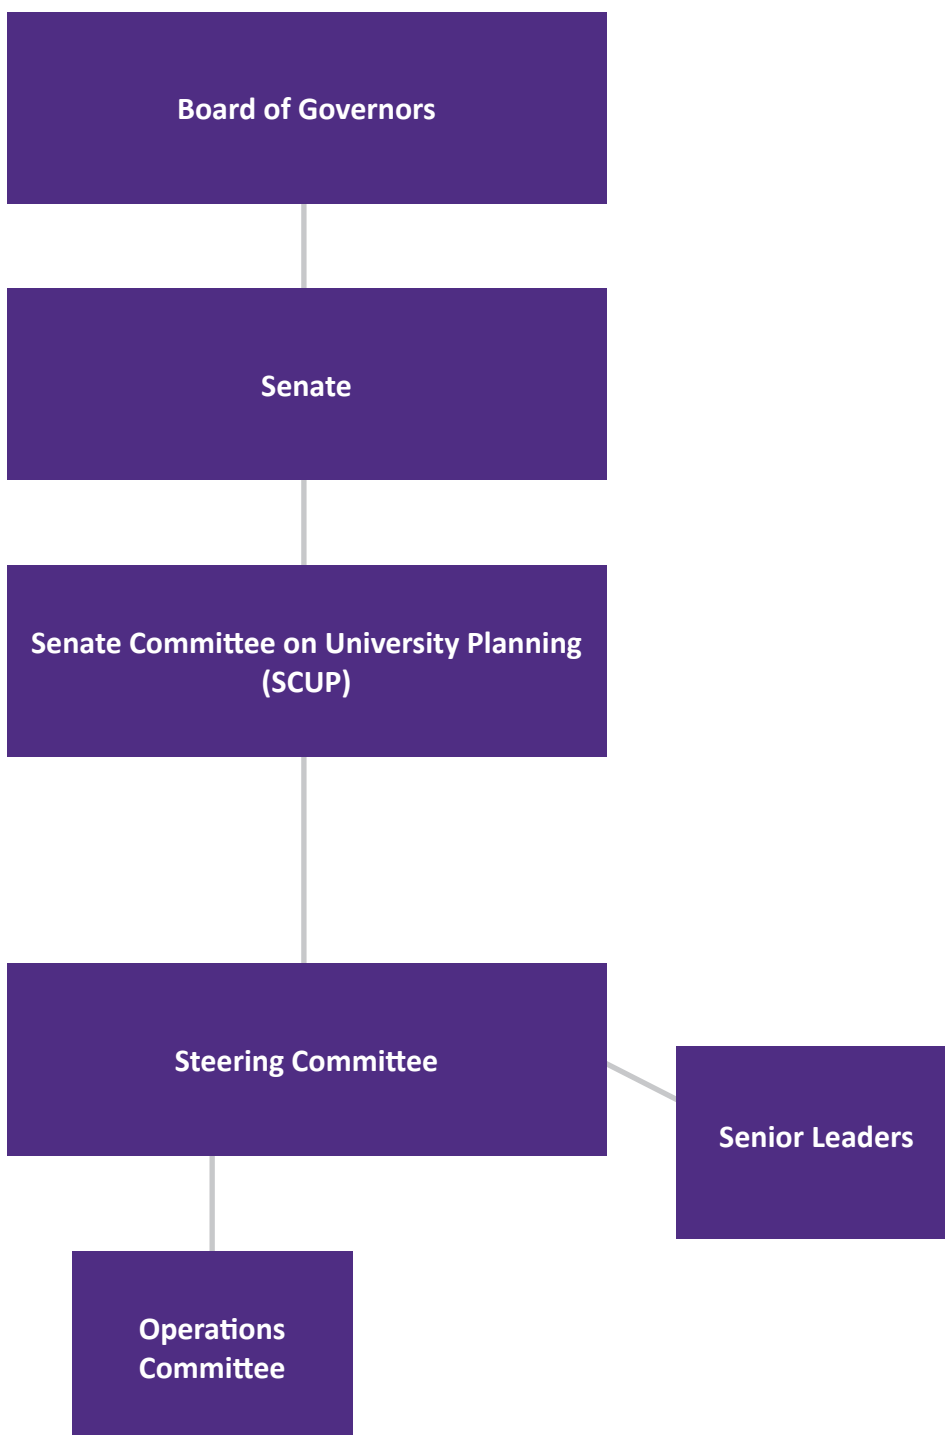 Board of Governors
Senate
Senate Committee on University Planning
(SCUP)
Steering Committee
Senior Leaders
Operations
Committee